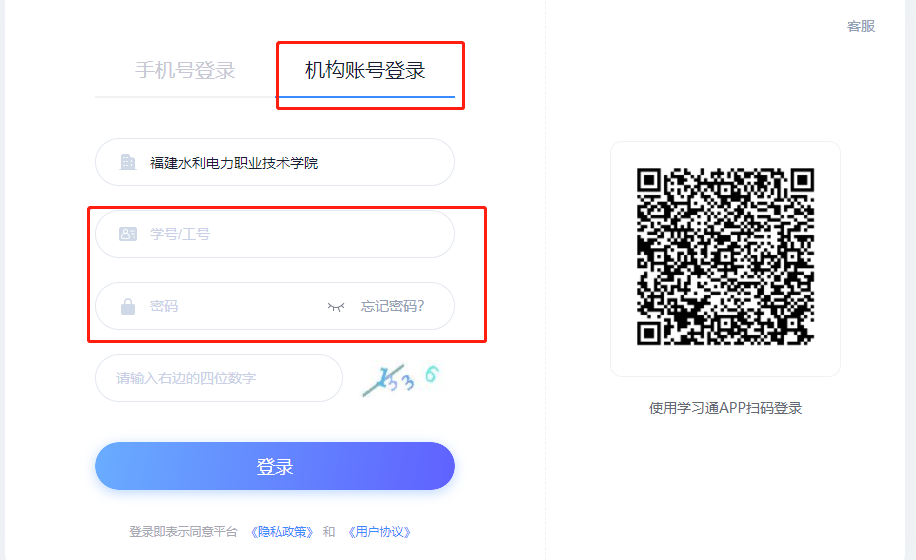 客服
手机号登录
机构账号登录
福建水利电力职业技术学院
学号/工号
密码
忘记密码?
请输入右边的四位数字
登录
登录即表示同意平台 《隐私政策》 和 《用户协议》
使用学习通APP扫码登录